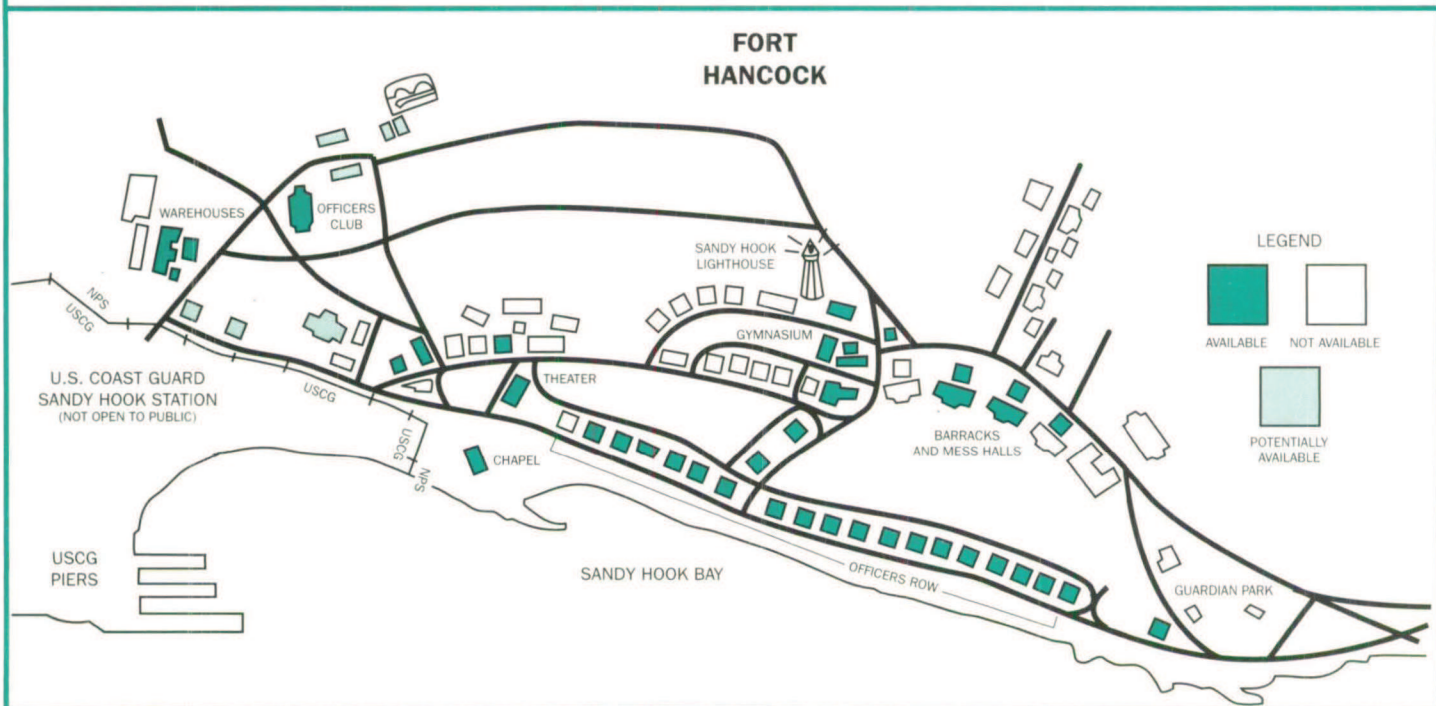 FORT
HANCOCK
WAREHOUSES
OFFICERS
CLUB
SANDY HOOK
LIGHTHOUSE
LEGEND
AVAILABLE
NOT AVAILABLE
POTENTIALLY
AVAILABLE
NPS
USCG
GYMNASIUM
U.S. COAST GUARD
SANDY HOOK STATION
(NOT OPEN TO PUBLIC)
USCG
THEATER
USCG
NPS
CHAPEL
BARRACKS
AND MESS HALLS
USCG
PIERS
SANDY HOOK BAY
OFFICERS ROW
GUARDIAN PARK